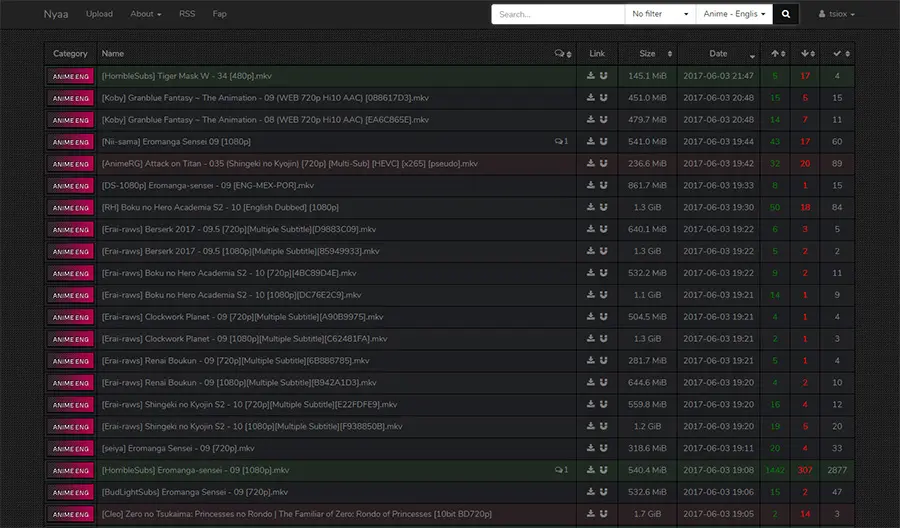 Nyaa Upload About RSS Fap Search... No filter Anime - Englis tsiox
Category Name Link Size Date
ANIME ENG [HorribleSubs] Tiger Mask W - 34 [480p].mkv 145.1 MiB 2017-06-03 21:47 5 17 4
ANIME ENG [Koby] Granblue Fantasy ~ The Animation - 09 (WEB 720p Hi10 AAC) [088617D3].mkv 451.0 MiB 2017-06-03 20:48 15 5 15
ANIME ENG [Koby] Granblue Fantasy ~ The Animation - 08 (WEB 720p Hi10 AAC) [EA6CB65E].mkv 479.7 MiB 2017-06-03 20:48 14 7 11
ANIME ENG [Nii-sama] Eromanga Sensei 09 [1080p] 1 541.0 MiB 2017-06-03 19:44 43 17 60
ANIME ENG [AnimeRG] Attack on Titan - 035 (Shingeki no Kyojin) [720p] [Multi-Sub] [HEVC] [x265] [pseudo].mkv 236.6 MiB 2017-06-03 19:42 32 20 89
ANIME ENG [DS-1080p] Eromanga-sensei - 09 [ENG-MEX-POR].mkv 861.7 MiB 2017-06-03 19:33 8 1 15
ANIME ENG [RH] Boku no Hero Academia S2 - 10 [English Dubbed] [1080p] 1.3 GiB 2017-06-03 19:30 50 18 84
ANIME ENG [Erai-raws] Berserk 2017 - 09.5 [720p][Multiple Subtitle][D9883C09].mkv 640.1 MiB 2017-06-03 19:22 6 3 5
ANIME ENG [Erai-raws] Berserk 2017 - 09.5 [1080p][Multiple Subtitle][B5949933].mkv 1.3 GiB 2017-06-03 19:22 5 2 2
ANIME ENG [Erai-raws] Boku no Hero Academia S2 - 10 [720p][4BC89D4E].mkv 532.2 MiB 2017-06-03 19:22 9 2 11
ANIME ENG [Erai-raws] Boku no Hero Academia S2 - 10 [1080p][DC76E2C9].mkv 1.1 GiB 2017-06-03 19:21 14 1 9
ANIME ENG [Erai-raws] Clockwork Planet - 09 [720p][Multiple Subtitle][A90B9975].mkv 504.5 MiB 2017-06-03 19:21 4 1 4
ANIME ENG [Erai-raws] Clockwork Planet - 09 [1080p][Multiple Subtitle][C62481FA].mkv 1.3 GiB 2017-06-03 19:21 2 1 3
ANIME ENG [Erai-raws] Renai Boukun - 09 [720p][Multiple Subtitle][6B888785].mkv 281.7 MiB 2017-06-03 19:21 5 1 4
ANIME ENG [Erai-raws] Renai Boukun - 09 [1080p][Multiple Subtitle][B942A1D3].mkv 644.6 MiB 2017-06-03 19:20 4 2 10
ANIME ENG [Erai-raws] Shingeki no Kyojin S2 - 10 [720p][Multiple Subtitle][E22FDFE9].mkv 559.8 MiB 2017-06-03 19:20 16 4 12
ANIME ENG [Erai-raws] Shingeki no Kyojin S2 - 10 [1080p][Multiple Subtitle][F938850B].mkv 1.2 GiB 2017-06-03 19:20 19 5 20
ANIME ENG [seiya] Eromanga Sensei - 09 [720p].mkv 318.6 MiB 2017-06-03 19:11 20 4 33
ANIME ENG [HorribleSubs] Eromanga-sensei - 09 [1080p].mkv 1 540.4 MiB 2017-06-03 19:08 1442 307 2877
ANIME ENG [BudLightSubs] Eromanga Sensei - 09 [720p].mkv 532.6 MiB 2017-06-03 19:06 15 2 47
ANIME ENG [Cleo] Zero no Tsukaima: Princesses no Rondo | The Familiar of Zero: Rondo of Princesses [10bit BD720p] 1.7 GiB 2017-06-03 19:05 2 14 3